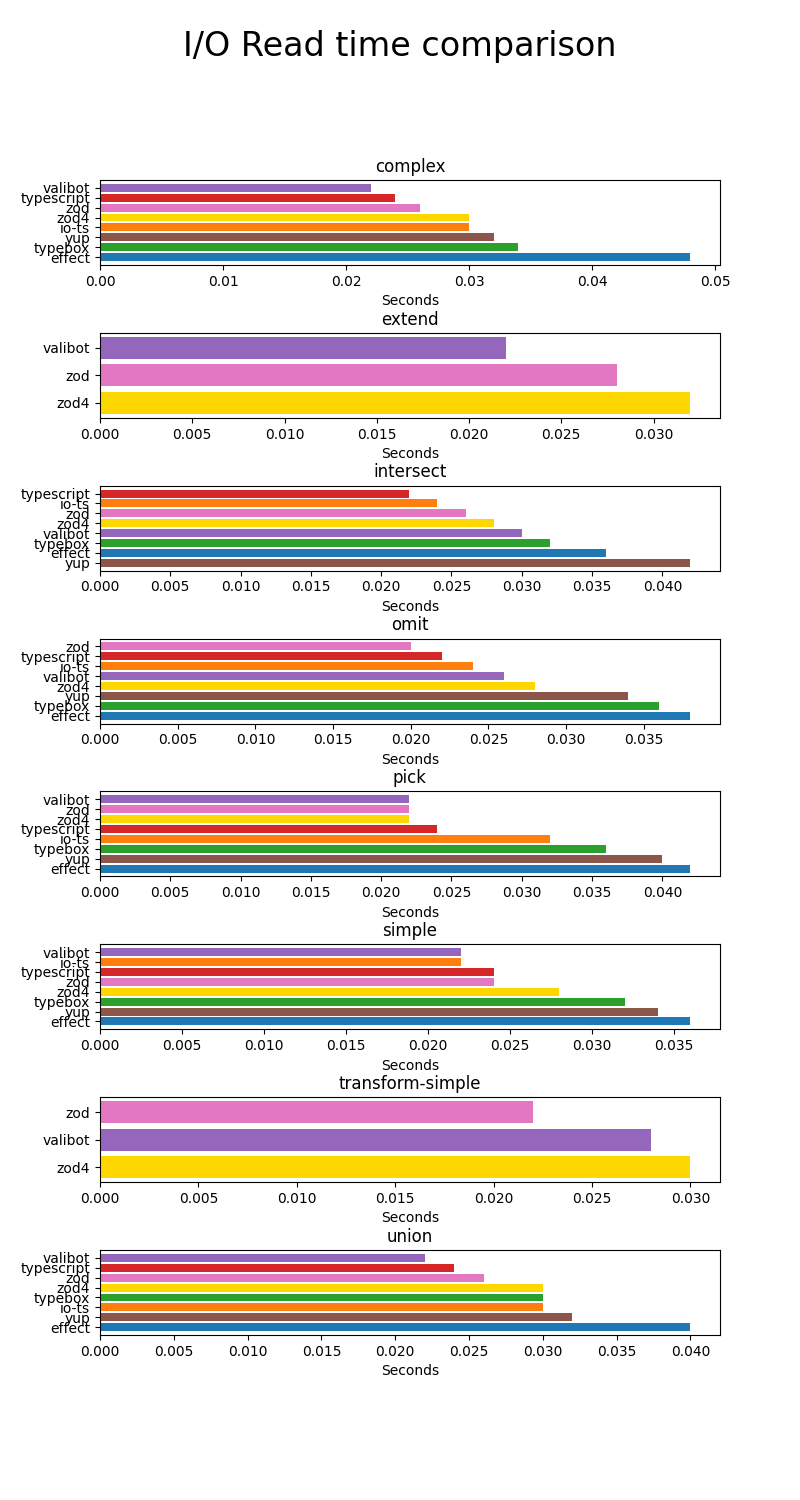 I/O Read time comparison
complex
valibot
typescript
zod
zod4
io-ts
yup
typebox
effect
0.00 0.01 0.02 0.03 0.04 0.05
Seconds
extend
valibot
zod
zod4
0.000 0.005 0.010 0.015 0.020 0.025 0.030
Seconds
intersect
typescript
io-ts
zod
zod4
valibot
typebox
effect
yup
0.000 0.005 0.010 0.015 0.020 0.025 0.030 0.035 0.040
Seconds
omit
zod
typescript
io-ts
valibot
zod4
yup
typebox
effect
0.000 0.005 0.010 0.015 0.020 0.025 0.030 0.035
Seconds
pick
valibot
zod
zod4
typescript
io-ts
typebox
yup
effect
0.000 0.005 0.010 0.015 0.020 0.025 0.030 0.035 0.040
Seconds
simple
valibot
io-ts
typescript
zod
zod4
typebox
yup
effect
0.000 0.005 0.010 0.015 0.020 0.025 0.030 0.035
Seconds
transform-simple
zod
valibot
zod4
0.000 0.005 0.010 0.015 0.020 0.025 0.030
Seconds
union
valibot
typescript
zod
zod4
typebox
io-ts
yup
effect
0.000 0.005 0.010 0.015 0.020 0.025 0.030 0.035 0.040
Seconds